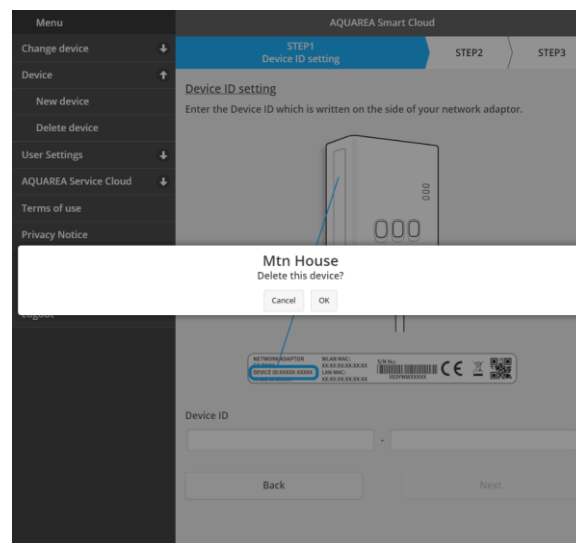 Menu
AQUAREA Smart Cloud
Change device
STEP1
Device ID setting
STEP2
STEP3
Device
New device
Delete device
User Settings
AQUAREA Service Cloud
Terms of use
Privacy Notice
Device ID setting
Enter the Device ID which is written on the side of your network adaptor.
Mtn House
Delete this device?
Cancel
OK
Logout
NETWORK ADAPTOR
DEVICE ID:XXXXX-XXXXX
WLAN MAC:
XX:XX:XX:XX:XX:XX
LAN MAC:
XX:XX:XX:XX:XX:XX
S/N No.:
CE
Device ID
-
Back
Next